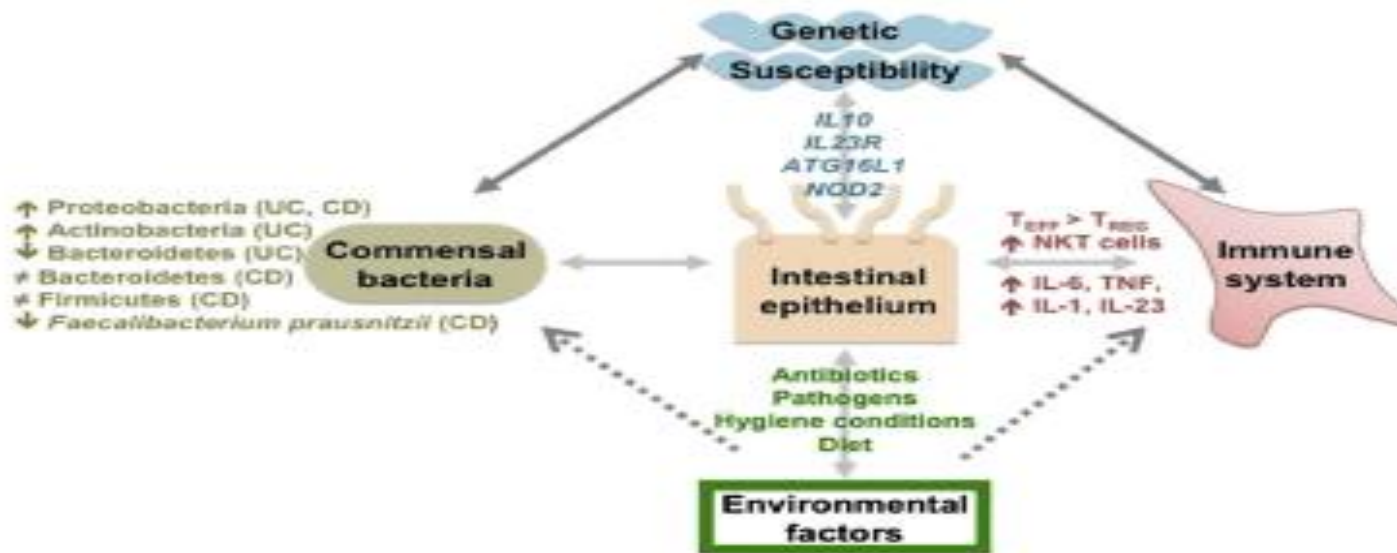 Genetic
Susceptibility
IL10
IL23R
ATG16L1
NOD2
↑ Proteobacteria (UC, CD)
↑ Actinobacteria (UC)
↓ Bacteroidetes (UC)
≠ Bacteroidetes (CD)
≠ Firmicutes (CD)
↓ Faecalibacterium prausnitzii (CD)
Commensal
bacteria
Intestinal
epithelium
TEFF > TREG
↑ NKT cells
↑ IL-6, TNF,
↑ IL-1, IL-23
Immune
system
Antibiotics
Pathogens
Hygiene conditions
Diet
Environmental
factors